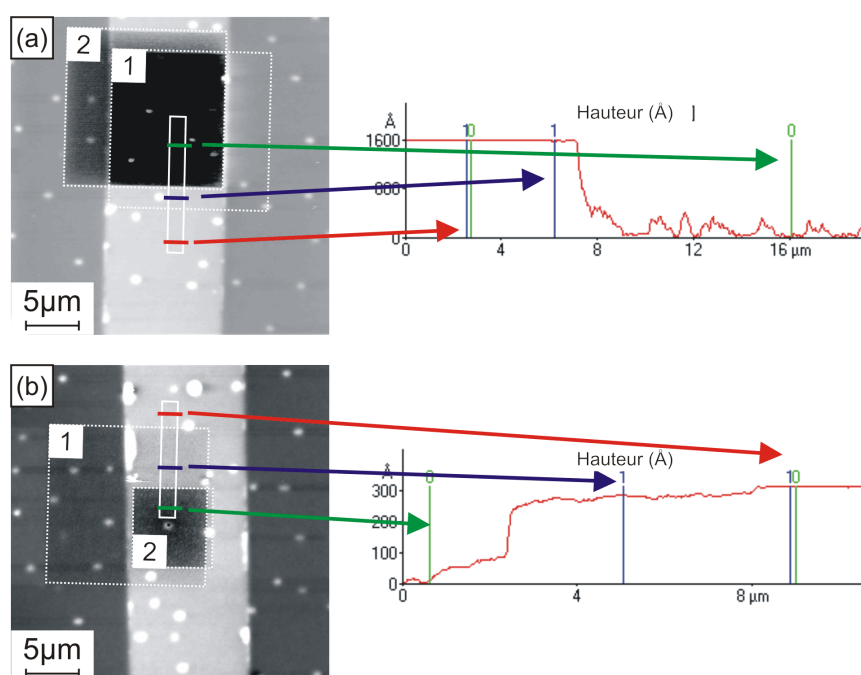 (a)
2
1
5µm
Hauteur (Å) ]
Å
1 0 1 0
1600
800
0
0 4 8 12 16 µm
(b)
1
2
5µm
Hauteur (Å)
Å
0 1 1 0
300
200
100
0
0 4 8 µm